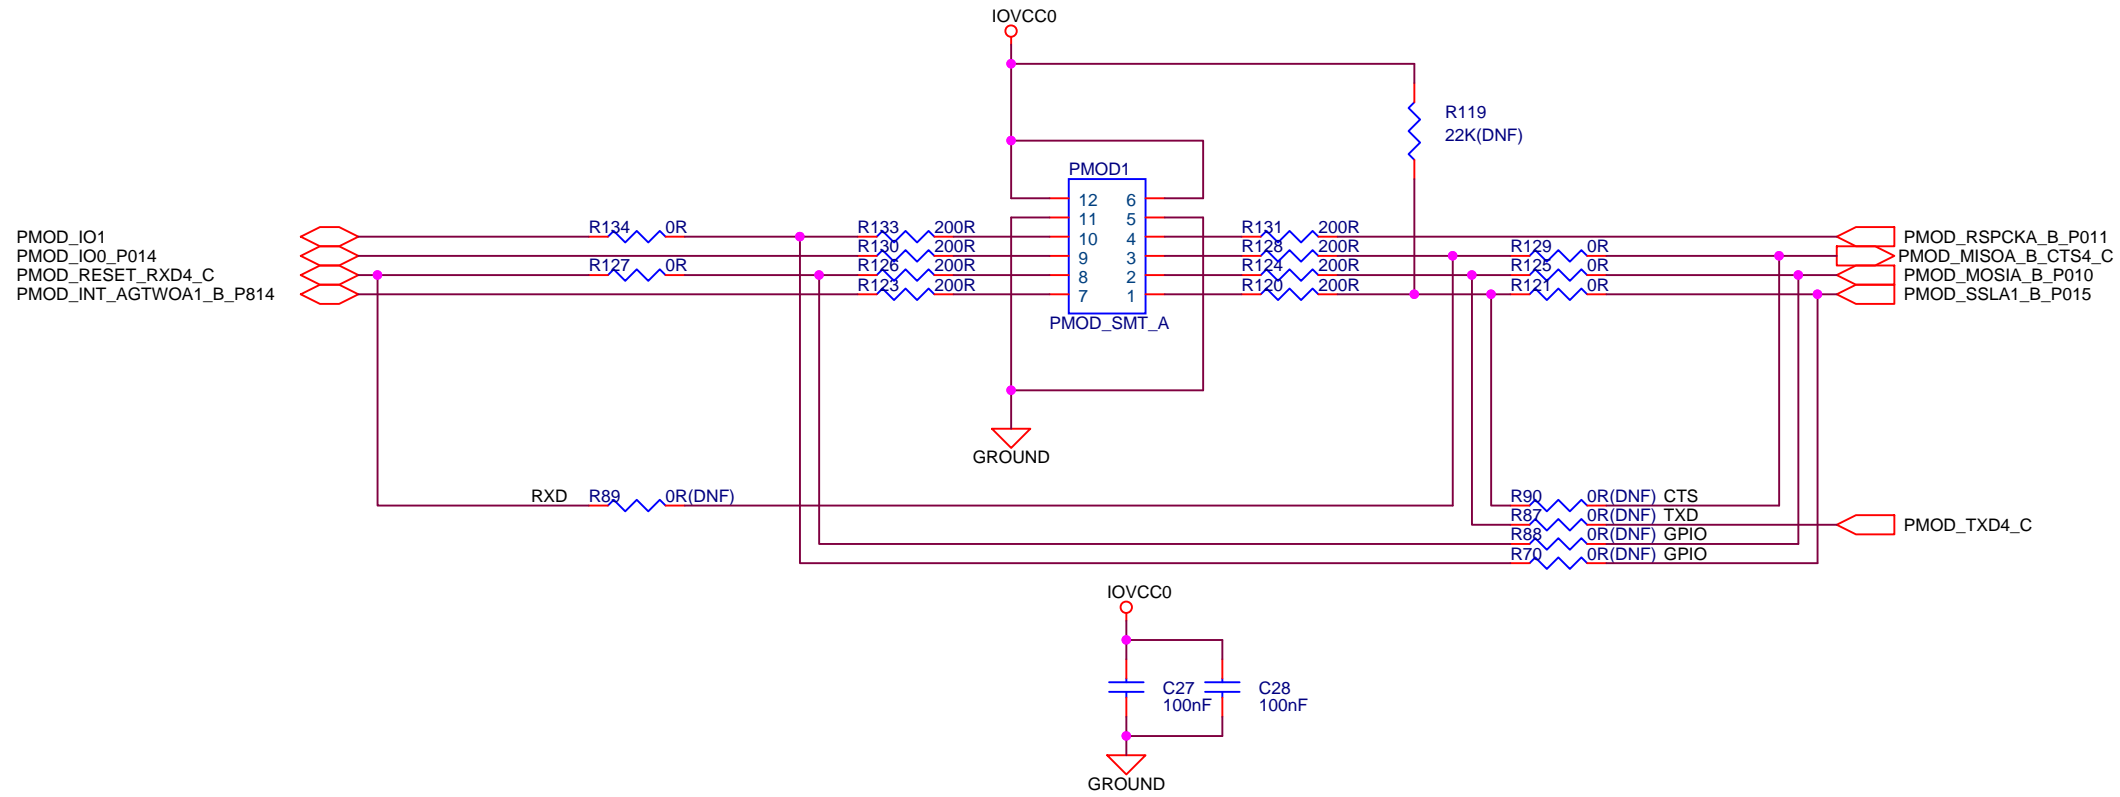 IOVCC0
R119
22K(DNF)
PMOD1
12 6
11 5
10 4
9 3
8 2
7 1
PMOD_SMT_A
PMOD_IO1 R134 0R R133 200R R131 200R PMOD_RSPCKA_B_P011
PMOD_IO0_P014 R130 200R R128 200R R129 0R PMOD_MISOA_B_CTS4_C
PMOD_RESET_RXD4_C R127 0R R126 200R R124 200R R125 0R PMOD_MOSIA_B_P010
PMOD_INT_AGTWOA1_B_P814 R123 200R R120 200R R121 0R PMOD_SSLA1_B_P015
GROUND
RXD R89 0R(DNF) R90 0R(DNF) CTS
R87 0R(DNF) TXD PMOD_TXD4_C
R88 0R(DNF) GPIO
R70 0R(DNF) GPIO
IOVCC0
C27 C28
100nF 100nF
GROUND